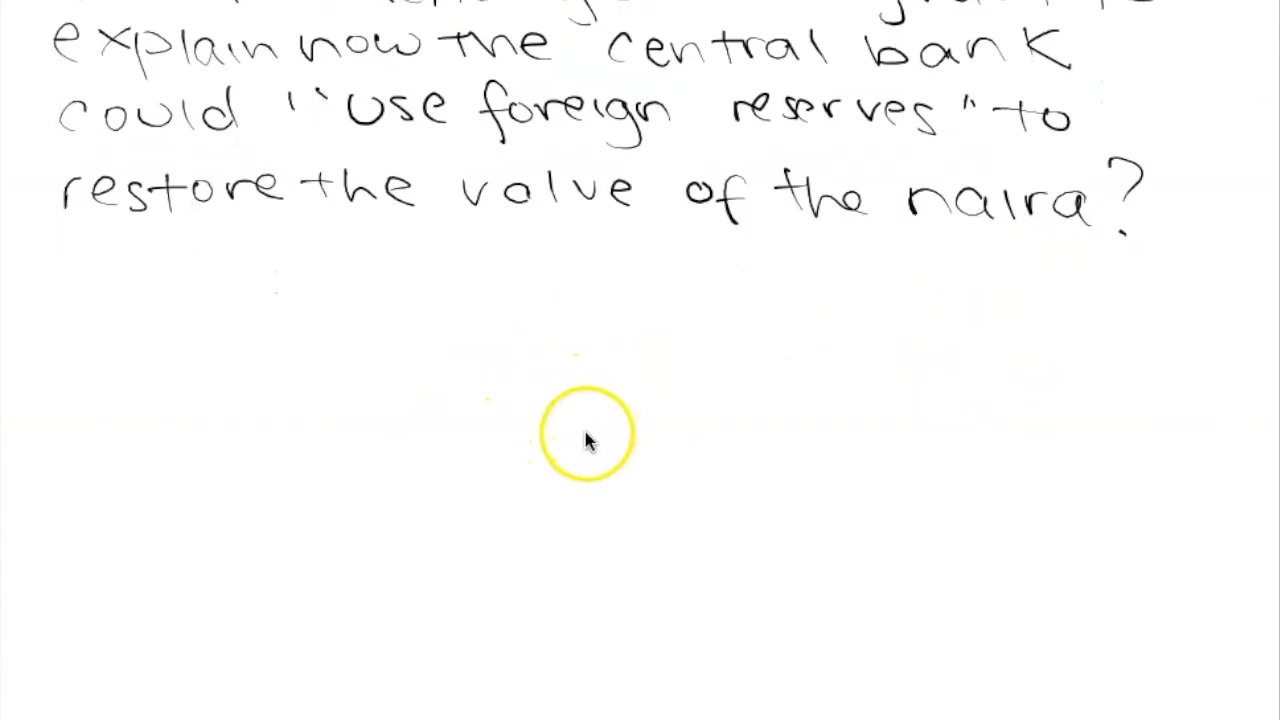 explain how the central bank
could "use foreign reserves" to
restore the value of the naira?